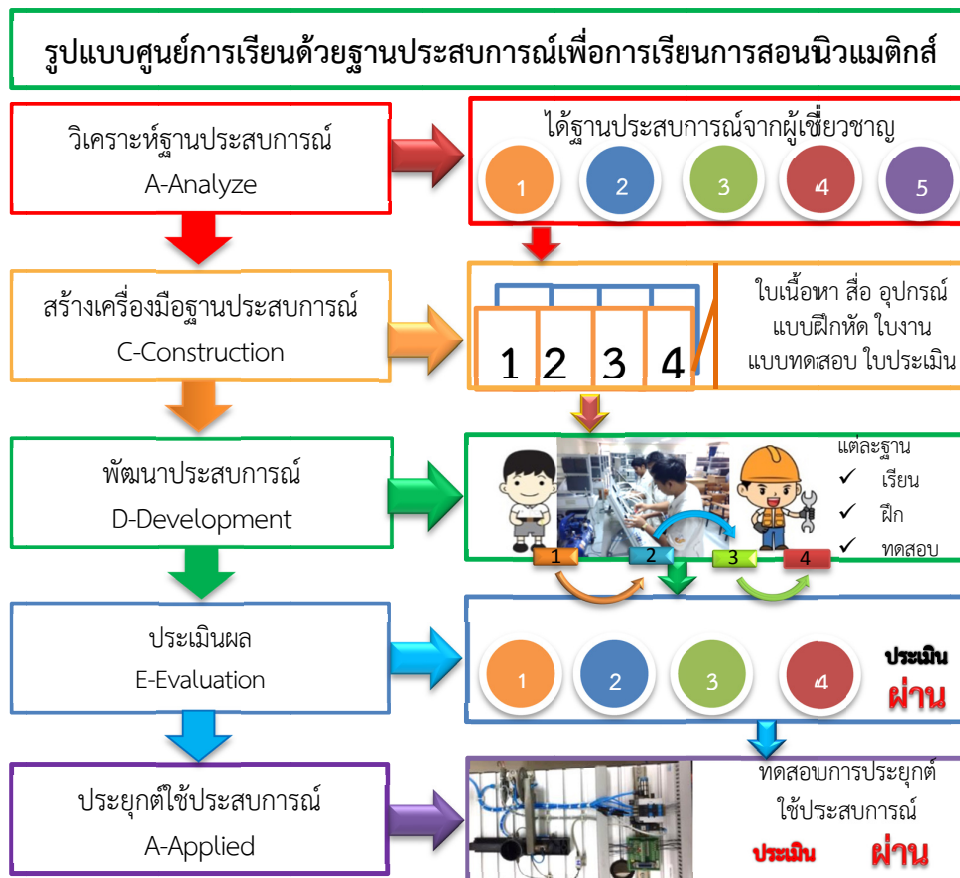 รูปแบบศูนย์การเรียนด้วยฐานประสบการณ์เพื่อการเรียนการสอนนิวแมติกส์
วิเคราะห์ฐานประสบการณ์
A-Analyze
ได้ฐานประสบการณ์จากผู้เชี่ยวชาญ
1 2 3 4 5
สร้างเครื่องมือฐานประสบการณ์
C-Construction
1 2 3 4
ใบเนื้อหา สื่อ อุปกรณ์
แบบฝึกหัด ใบงาน
แบบทดสอบ ใบประเมิน
พัฒนาประสบการณ์
D-Development
แต่ละฐาน
✓ เรียน
✓ ฝึก
✓ ทดสอบ
1 2 3 4
ประเมินผล
E-Evaluation
1 2 3 4
ประเมิน
ผ่าน
ประยุกต์ใช้ประสบการณ์
A-Applied
ทดสอบการประยุกต์
ใช้ประสบการณ์
ประเมิน ผ่าน